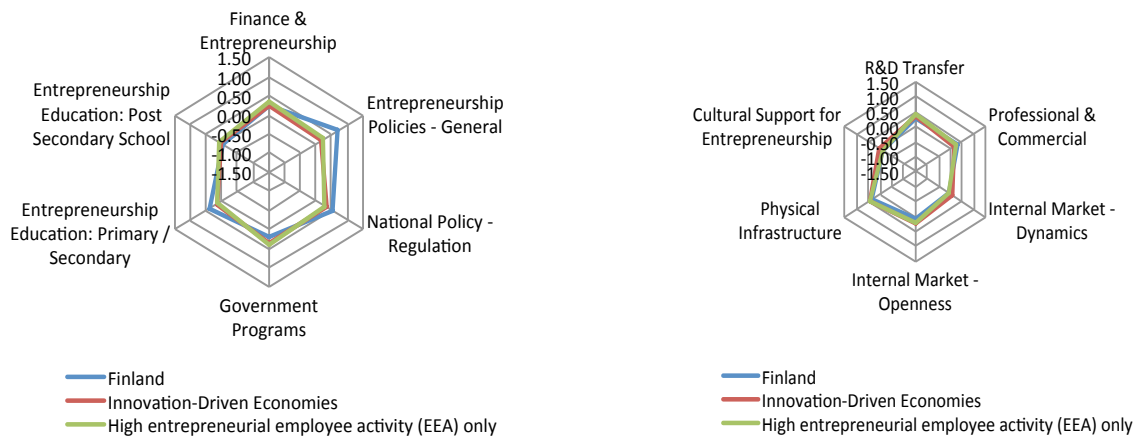 Finance &
Entrepreneurship
1.50
1.00
0.50
0.00
-0.50
-1.00
-1.50
Entrepreneurship
Policies - General
National Policy -
Regulation
Government
Programs
Entrepreneurship
Education: Primary /
Secondary
Entrepreneurship
Education: Post
Secondary School
Finland
Innovation-Driven Economies
High entrepreneurial employee activity (EEA) only
R&D Transfer
1.50
1.00
0.50
0.00
-0.50
-1.00
-1.50
Professional &
Commercial
Internal Market -
Dynamics
Internal Market -
Openness
Physical
Infrastructure
Cultural Support for
Entrepreneurship
Finland
Innovation-Driven Economies
High entrepreneurial employee activity (EEA) only